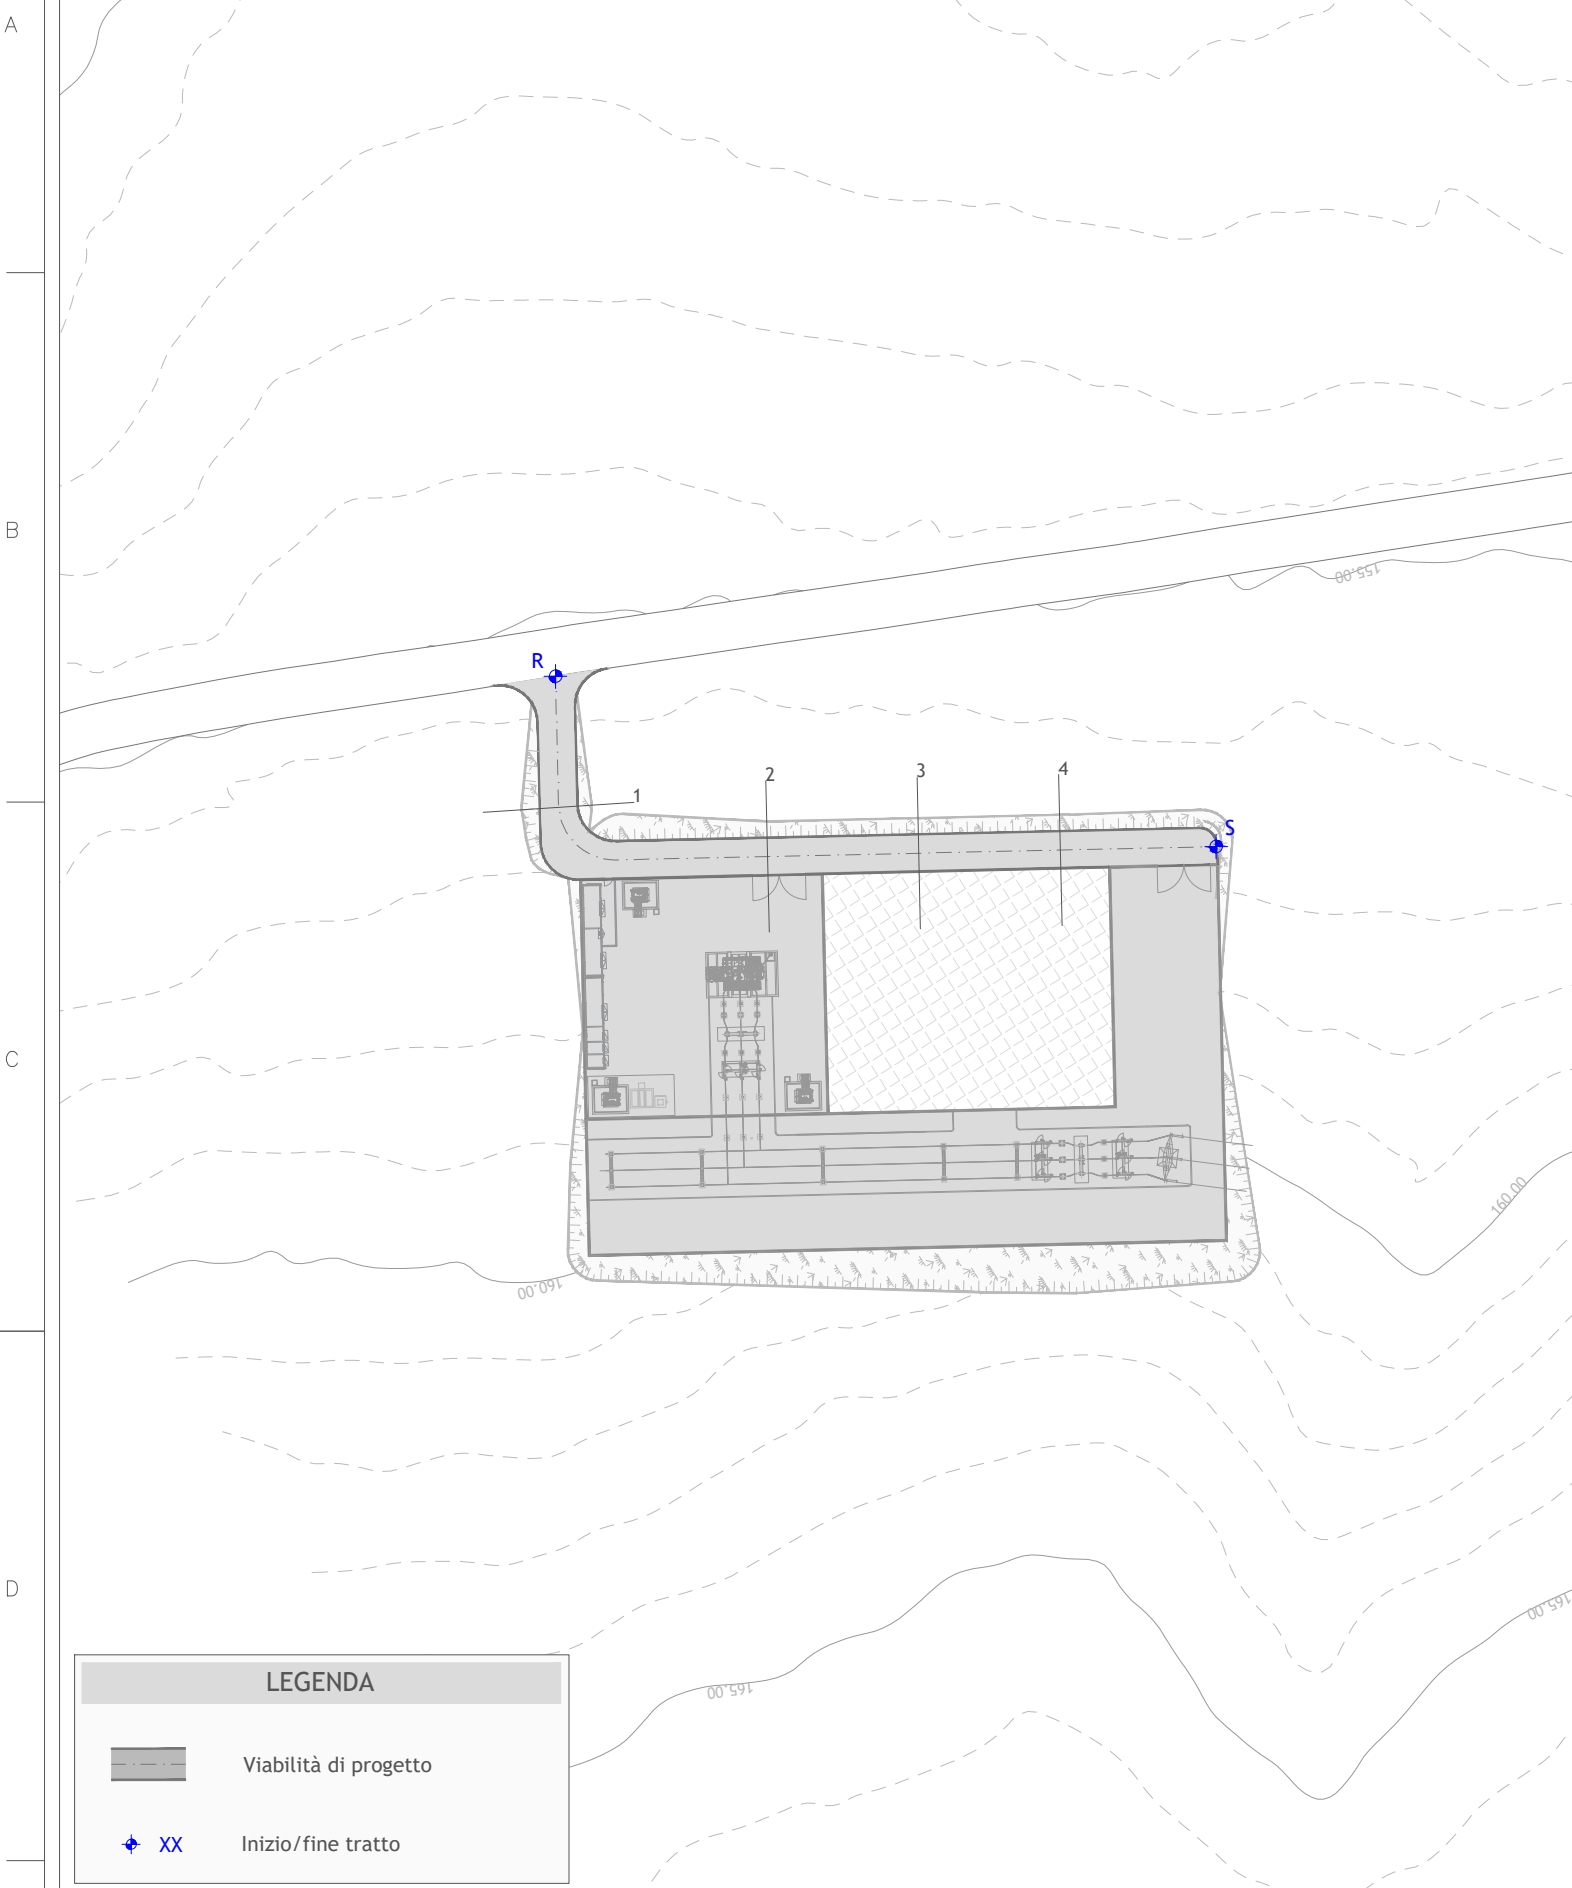 A
B
155.00
R
1
2
3
4
S
C
160.00
160.00
D
165.00
165.00
LEGENDA
Viabilità di progetto
XX
Inizio/fine tratto